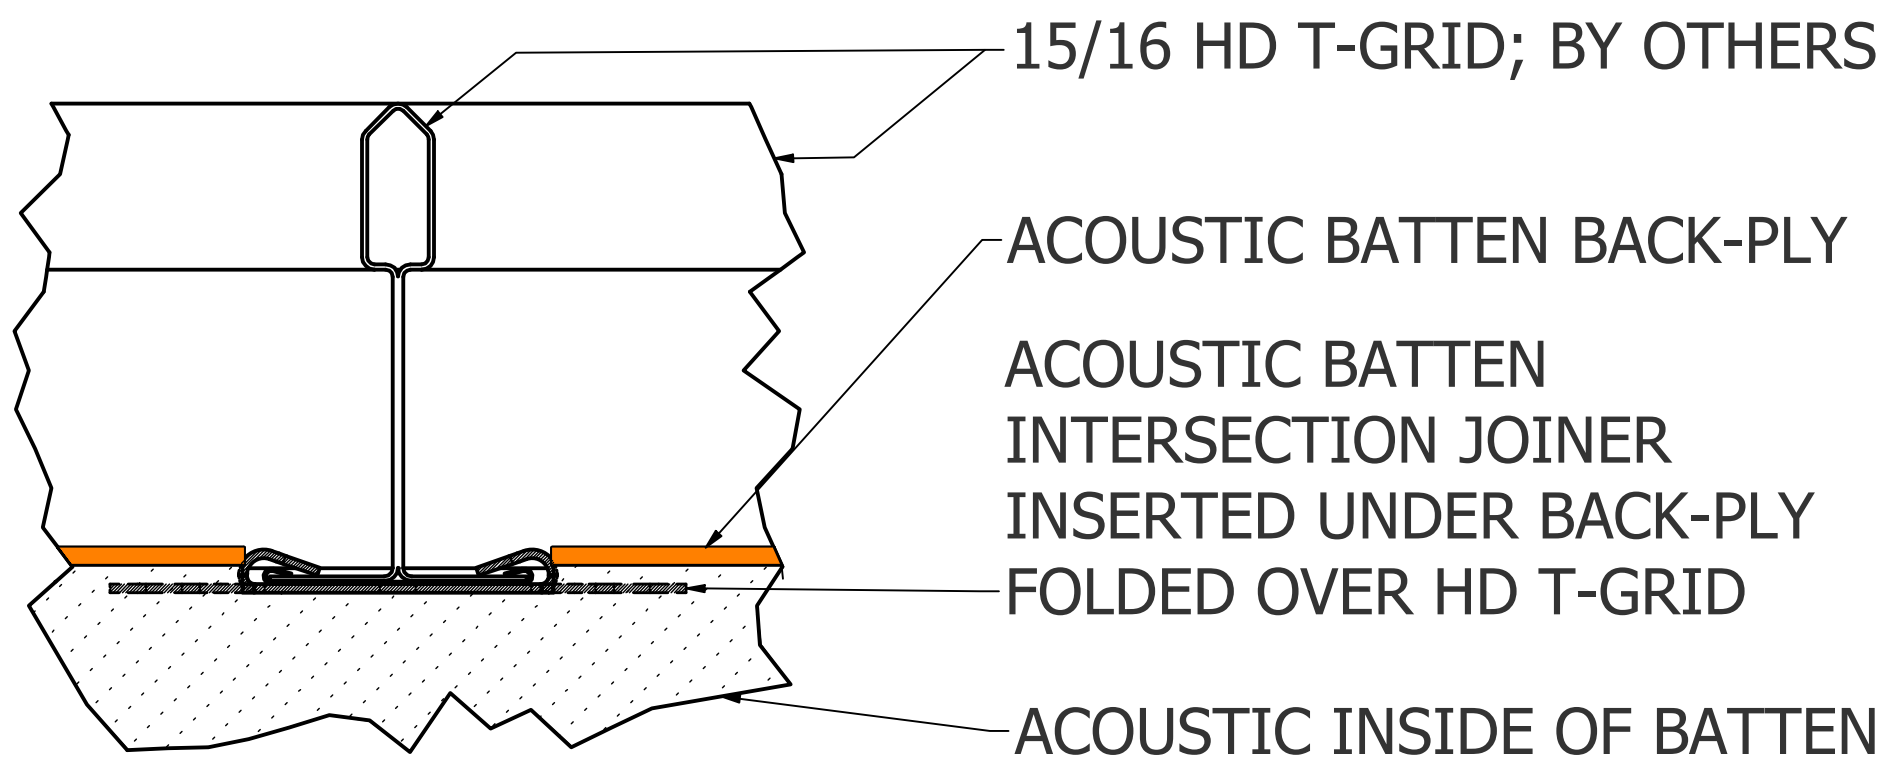 15/16 HD T-GRID; BY OTHERS
ACOUSTIC BATTEN BACK-PLY
ACOUSTIC BATTEN
INTERSECTION JOINER
INSERTED UNDER BACK-PLY
FOLDED OVER HD T-GRID
ACOUSTIC INSIDE OF BATTEN